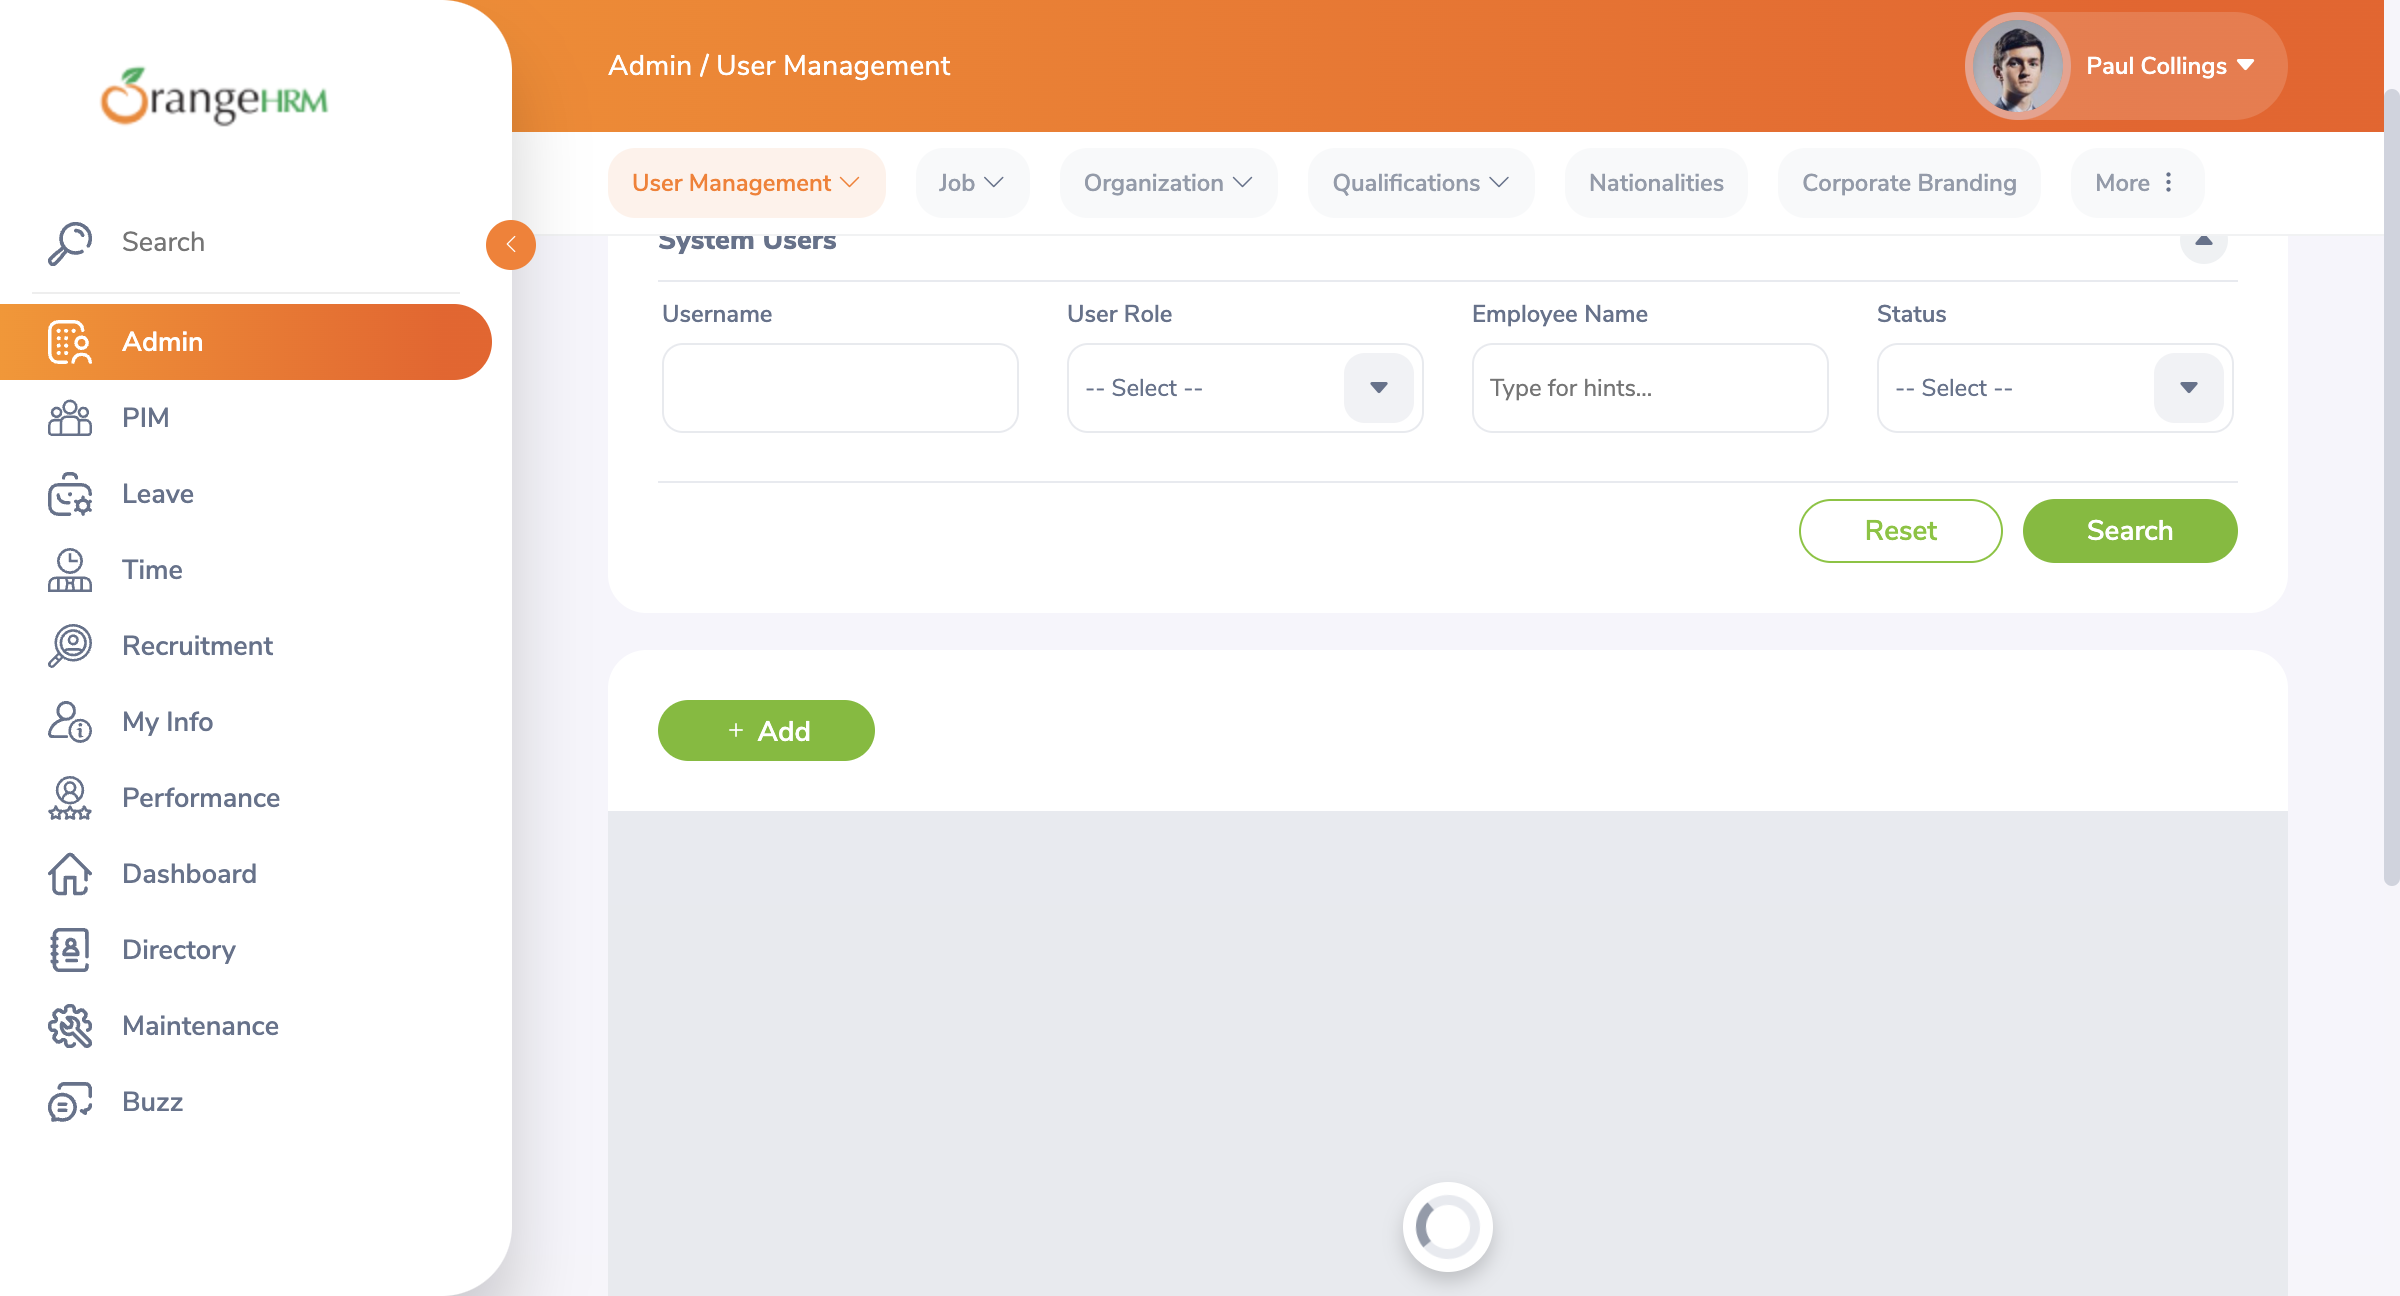 OrangeHRM
Search
Admin
PIM
Leave
Time
Recruitment
My Info
Performance
Dashboard
Directory
Maintenance
Buzz
Admin / User Management
Paul Collings
User Management
Job
Organization
Qualifications
Nationalities
Corporate Branding
More
System Users
Username
User Role
Employee Name
Status
-- Select --
Type for hints...
-- Select --
Reset
Search
+ Add